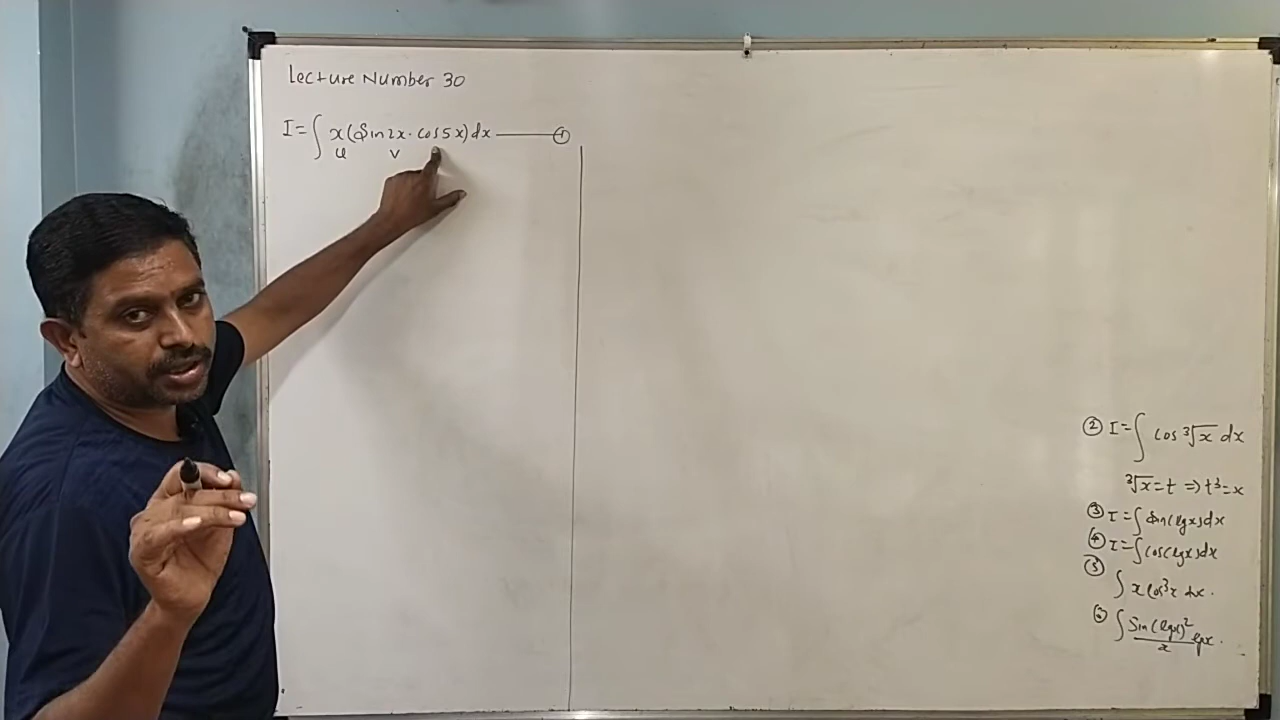 Lecture Number 30
I=∫ x(Sin2x·cos5x)dx ——— ①
u v
② I=∫ cos ∛x dx
∛x=t ⇒ t³=x
③ I=∫ Sin(logx)dx
④ I=∫ cos(logx)dx
⑤ ∫ x cos³x dx.
⑥ ∫ Sin(logx)²/x logx.